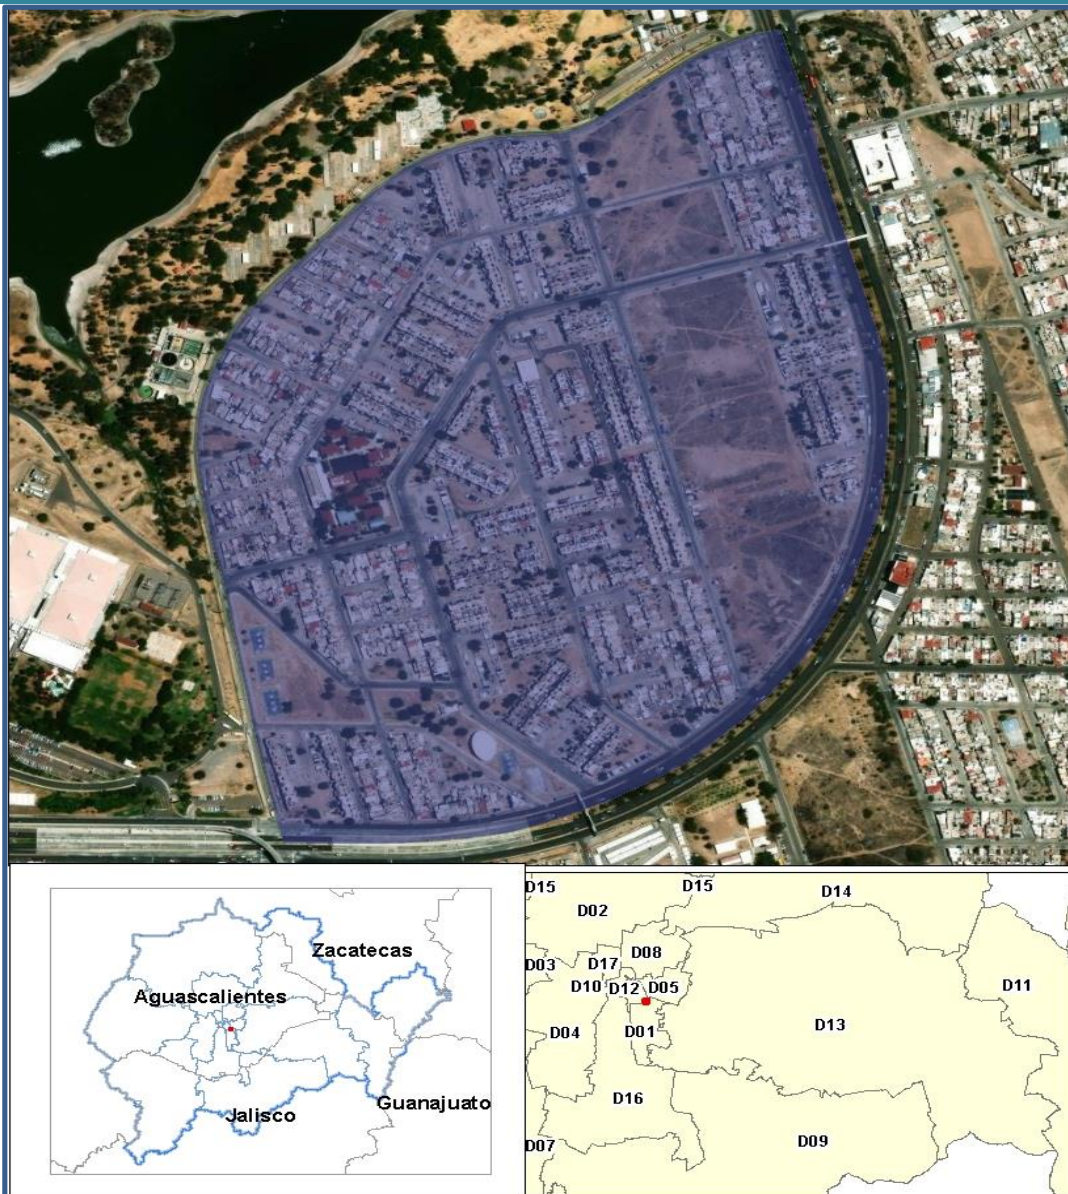 Zacatecas
Aguascalientes
Jalisco
Guanajuato
D15
D15
D14
D02
D08
D03
D17
D10
D12
D05
D11
D04
D01
D13
D16
D07
D09